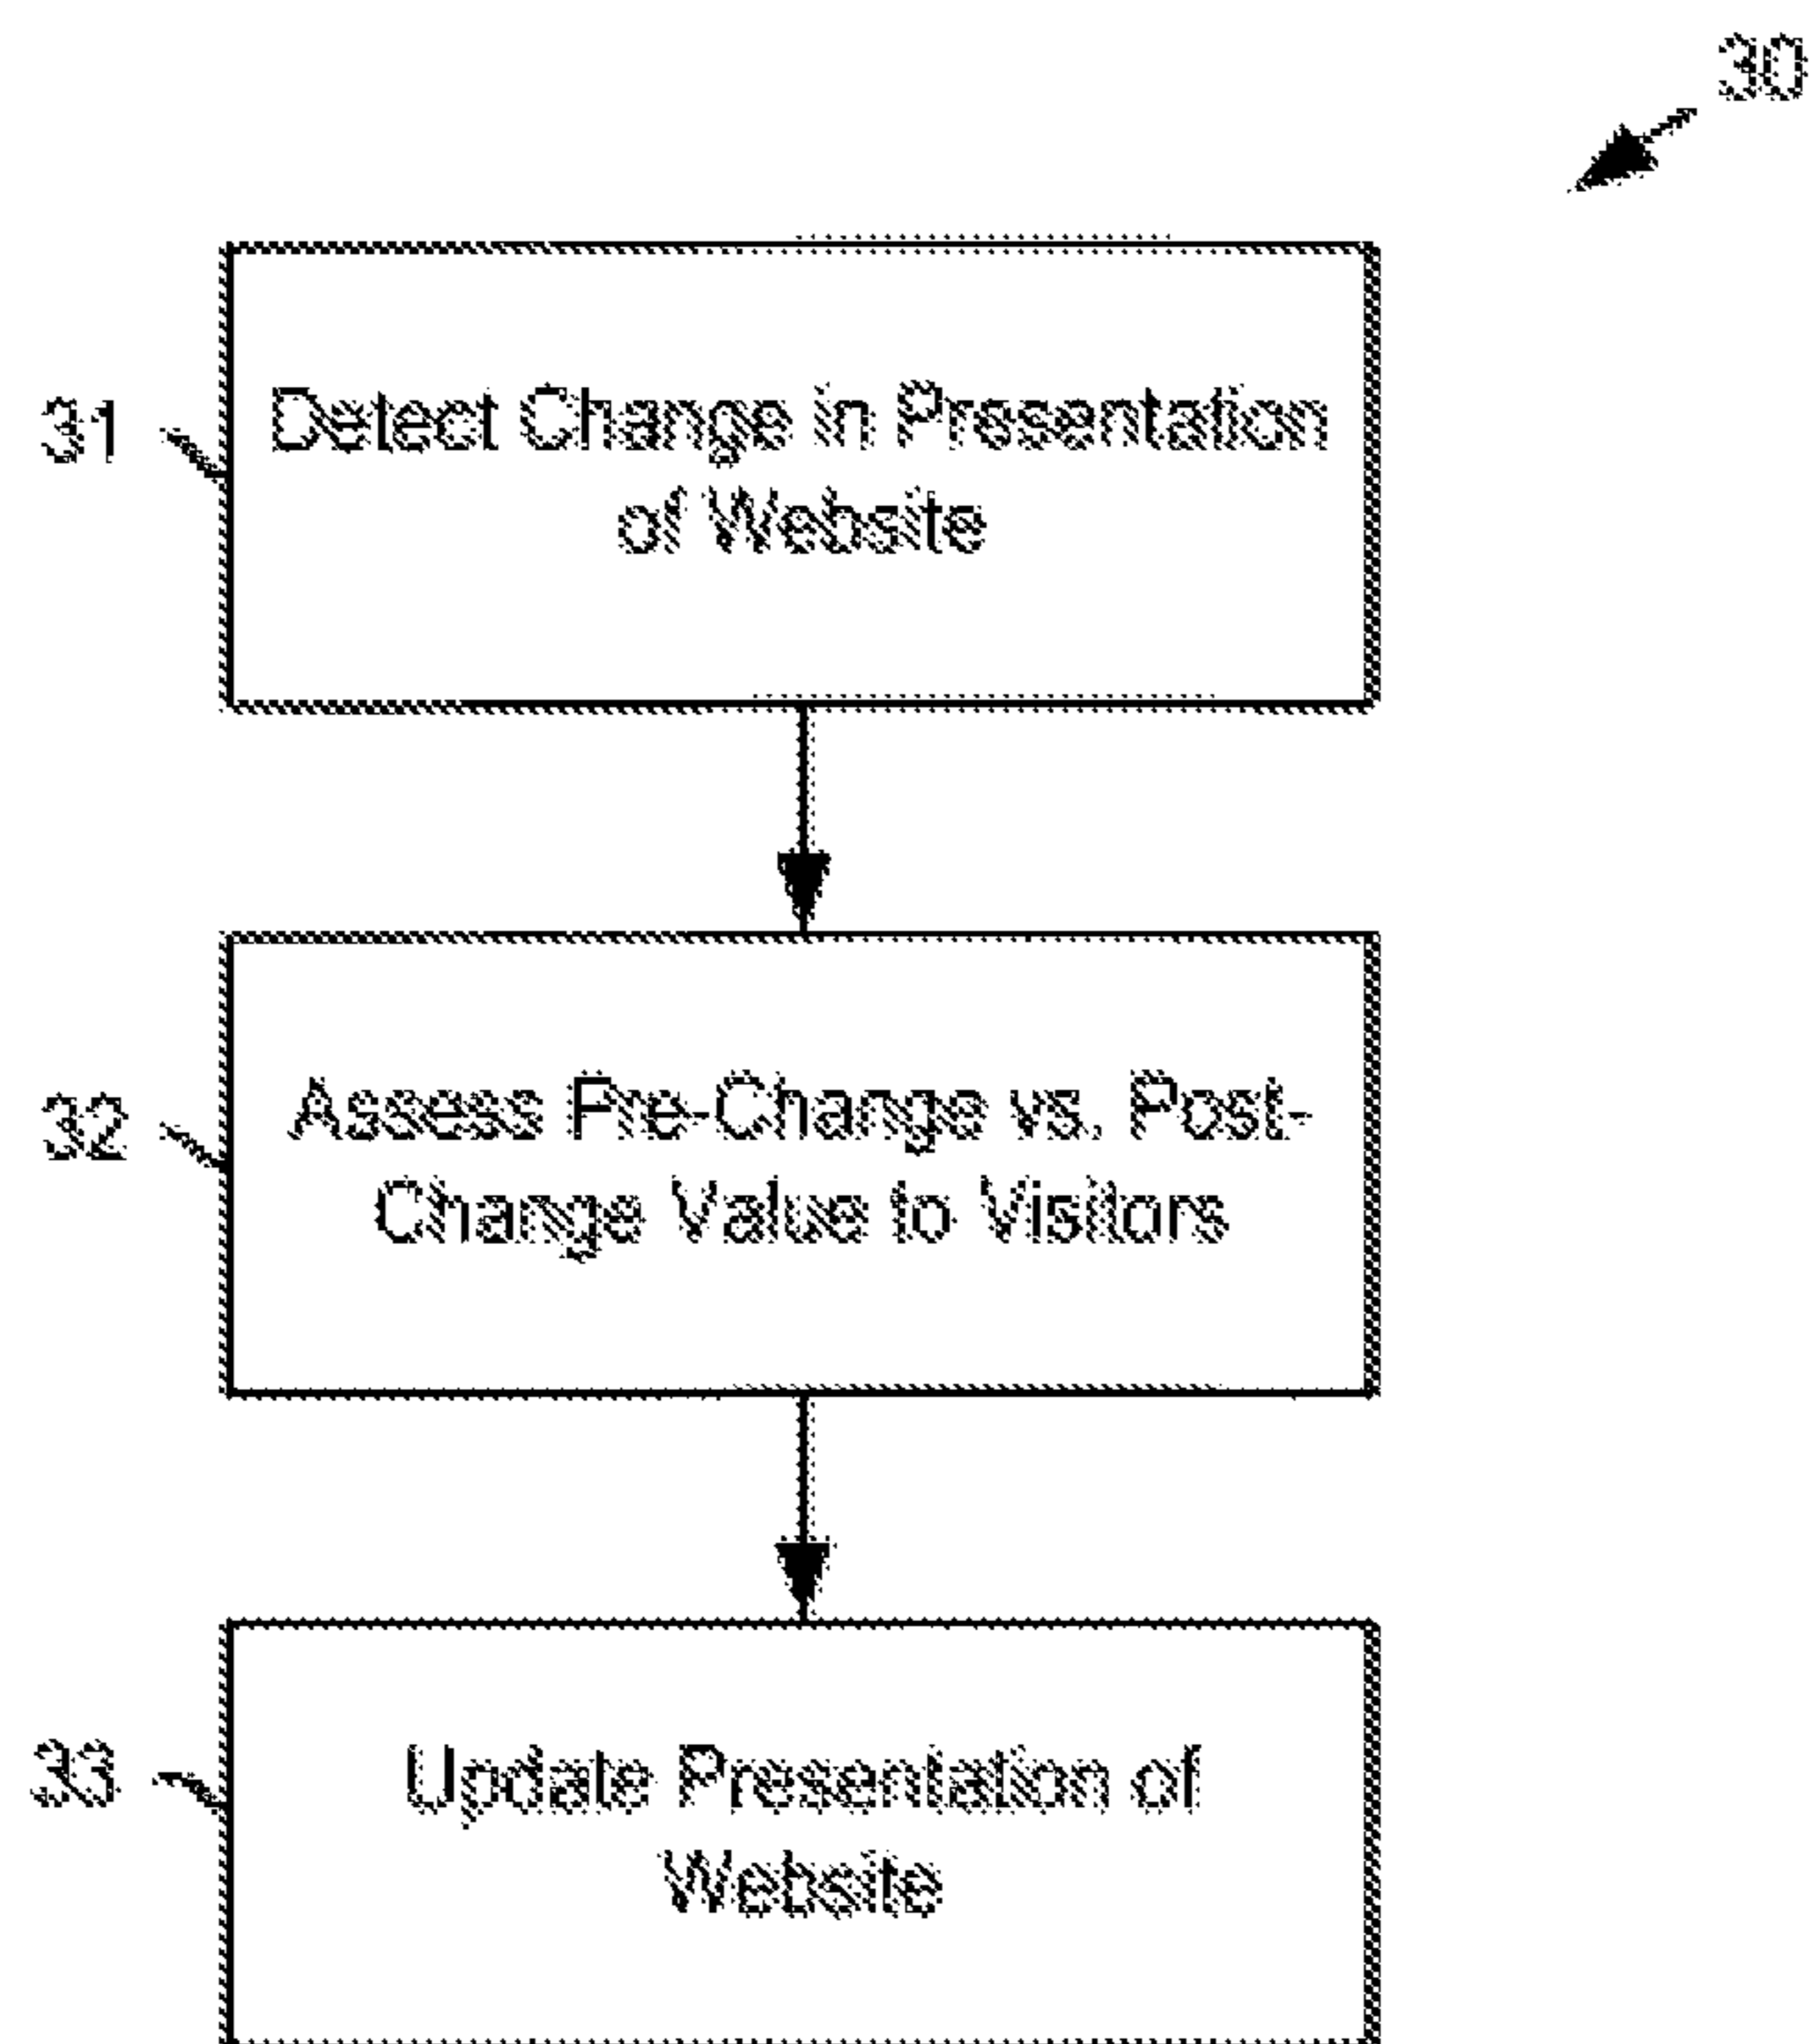 30
31
Detect Change in Presentation
of Website
32
Assess Pre-Change vs. Post-
Change Value to Visitors
33
Update Presentation of
Website